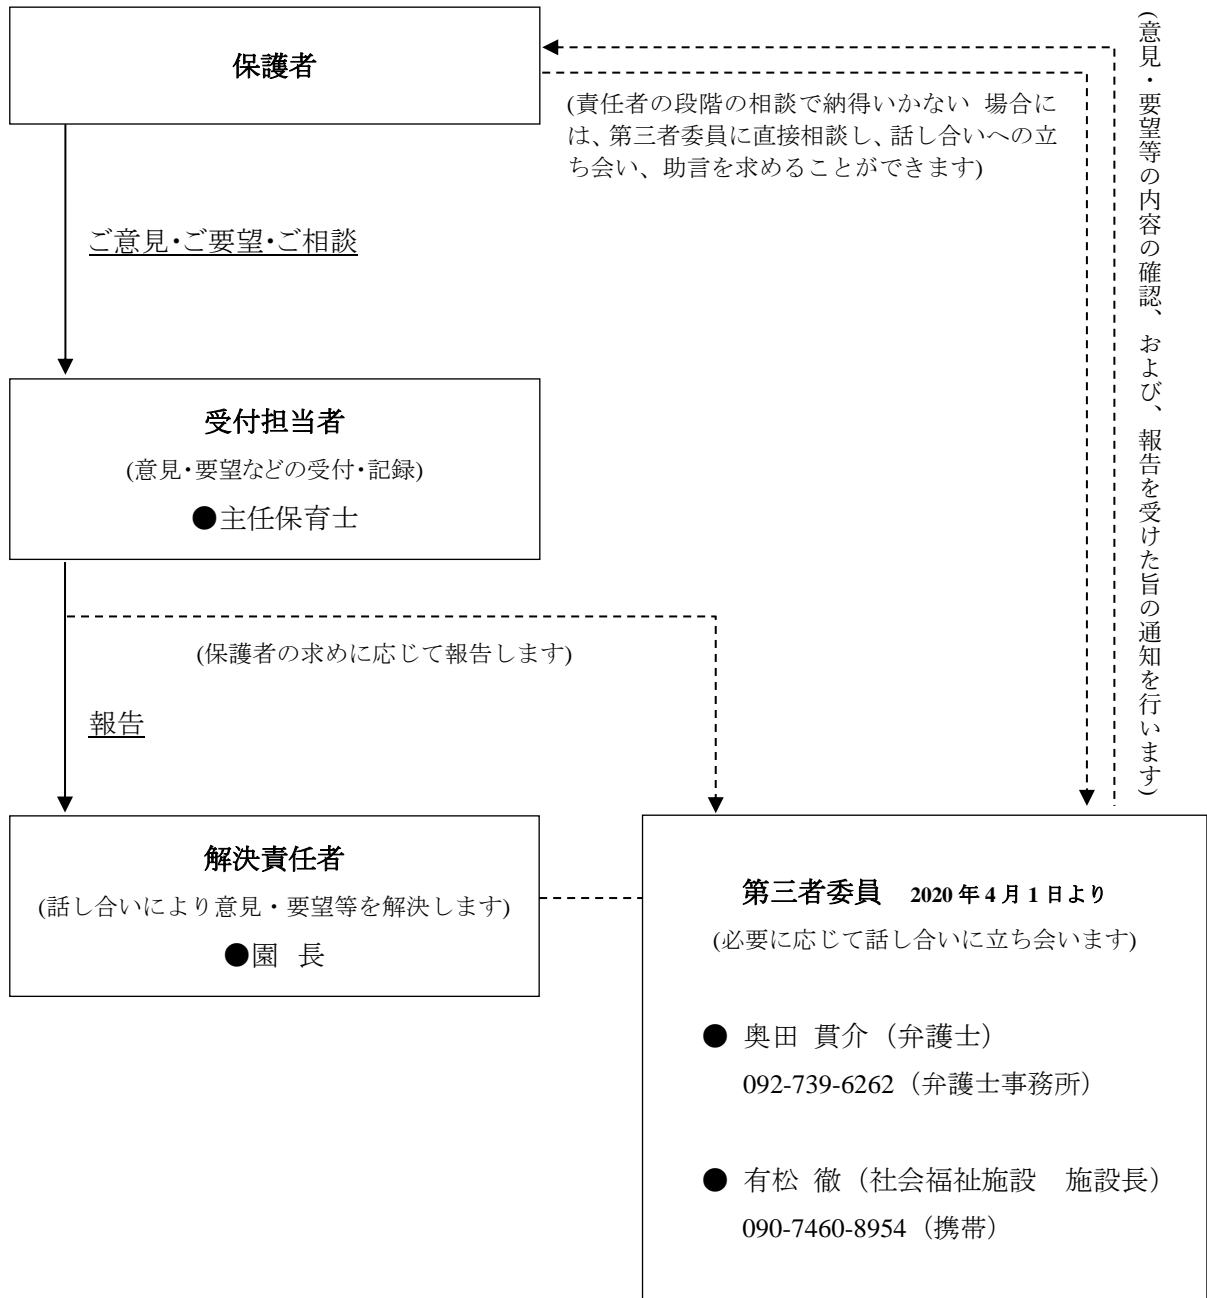 保護者
(責任者の段階の相談で納得いかない 場合に
は、第三者委員に直接相談し、話し合いへの立
ち会い、助言を求めることができます)
(意見・要望等の内容の確認、および、報告を受けた旨の通知を行います)
ご意見・ご要望・ご相談
受付担当者
(意見・要望などの受付・記録)
●主任保育士
(保護者の求めに応じて報告します)
報告
解決責任者
(話し合いにより意見・要望等を解決します)
●園 長
第三者委員 2020 年 4 月 1 日より
(必要に応じて話し合いに立ち会います)
● 奥田 貫介（弁護士）
092-739-6262（弁護士事務所）
● 有松 徹（社会福祉施設　施設長）
090-7460-8954（携帯）